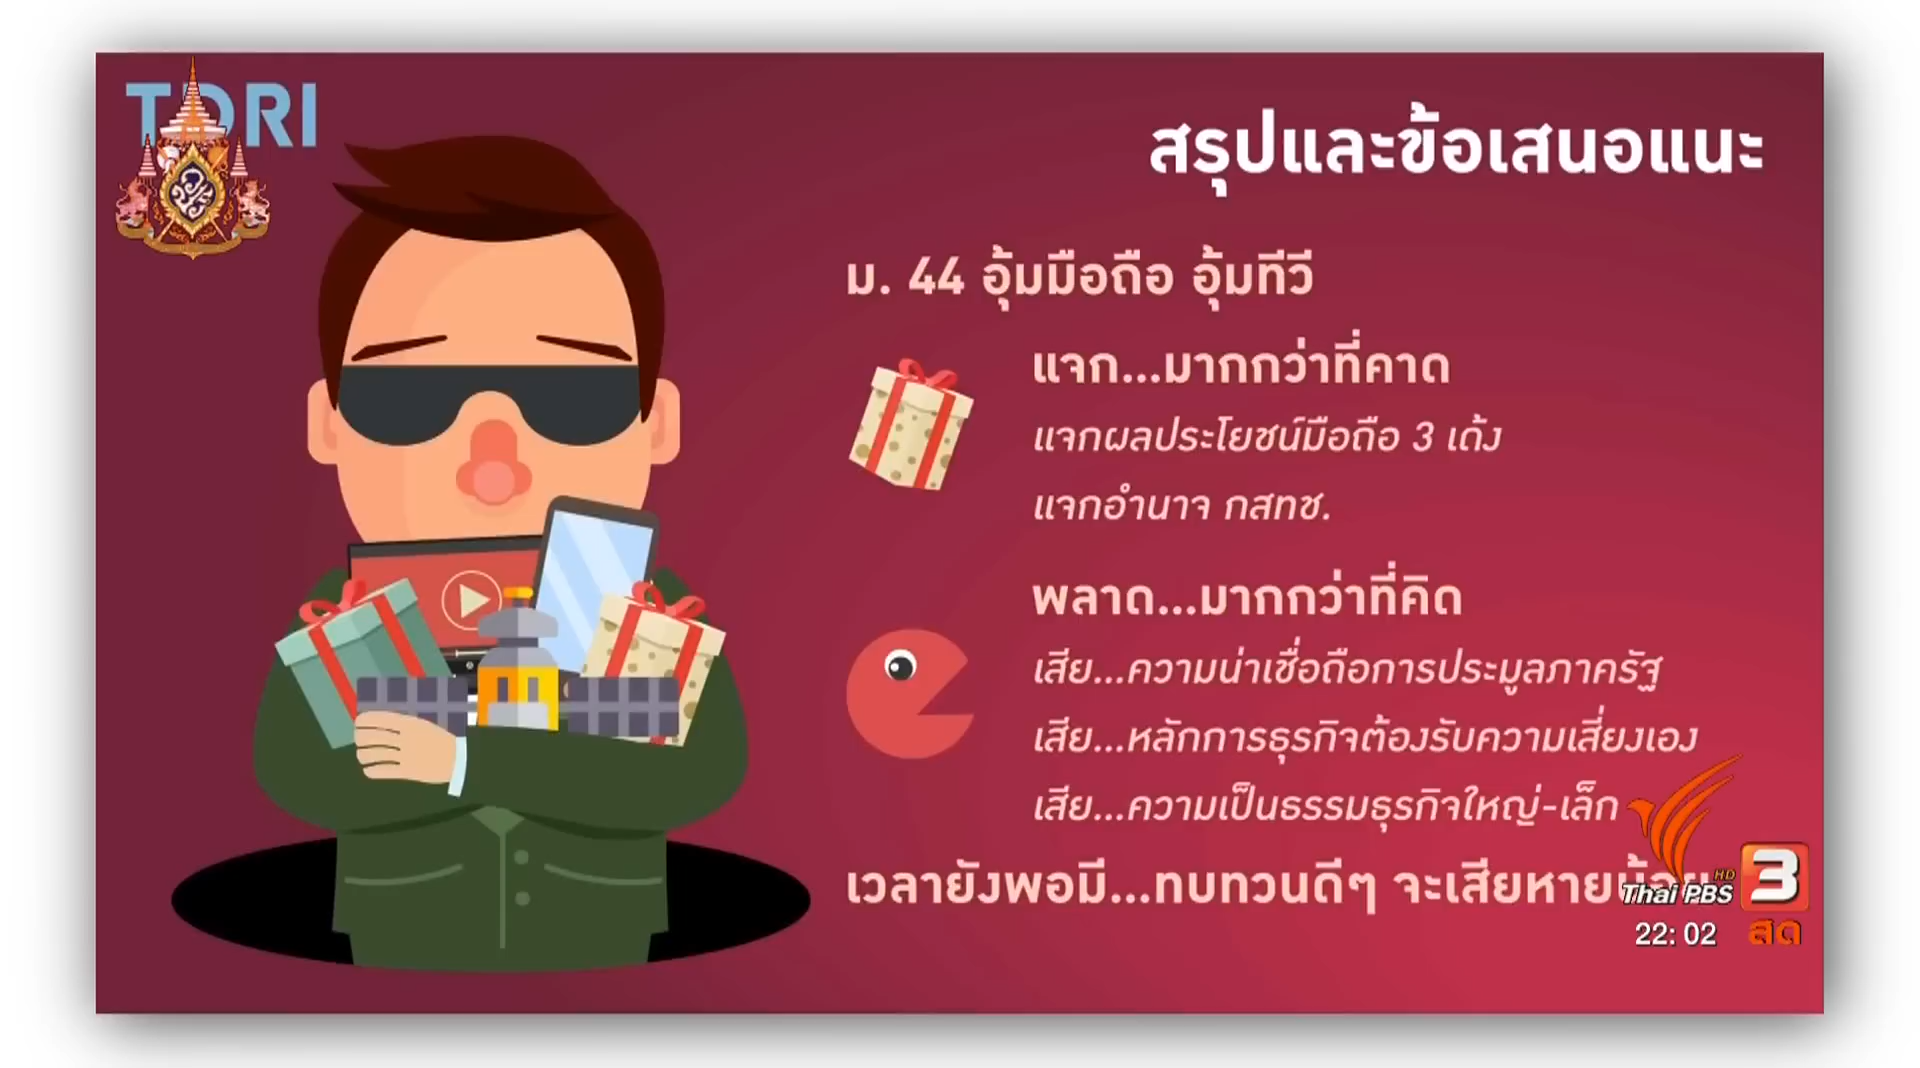 TDRI
สรุปและข้อเสนอแนะ
ม. 44 อุ้มมือถือ อุ้มทีวี
แจก...มากกว่าที่คาด
แจกผลประโยชน์มือถือ 3 เด้ง
แจกอำนาจ กสทช.
พลาด...มากกว่าที่คิด
เสีย...ความน่าเชื่อถือการประมูลภาครัฐ
เสีย...หลักการธุรกิจต้องรับความเสี่ยงเอง
เสีย...ความเป็นธรรมธุรกิจใหญ่-เล็ก
เวลายังพอมี...ทบทวนดีๆ จะเสียหายน้อย
HD
Thai PBS 3
22: 02 สด